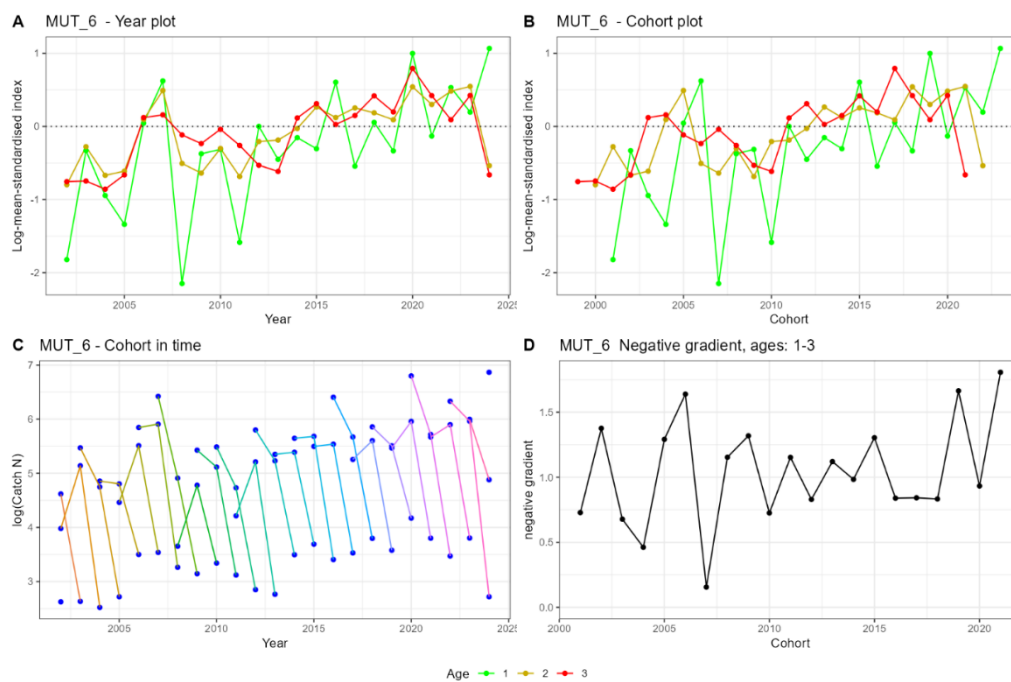 A MUT_6 - Year plot
Log-mean-standardised index
1
0
-1
-2
2005 2010 2015 2020 2025
Year
B MUT_6 - Cohort plot
Log-mean-standardised index
1
0
-1
-2
2000 2005 2010 2015 2020
Cohort
C MUT_6 - Cohort in time
log(Catch N)
7
6
5
4
3
2005 2010 2015 2020
Year
D MUT_6 Negative gradient, ages: 1-3
negative gradient
1.5
1.0
0.5
0.0
2000 2005 2010 2015 2020
Cohort
Age 1 2 3